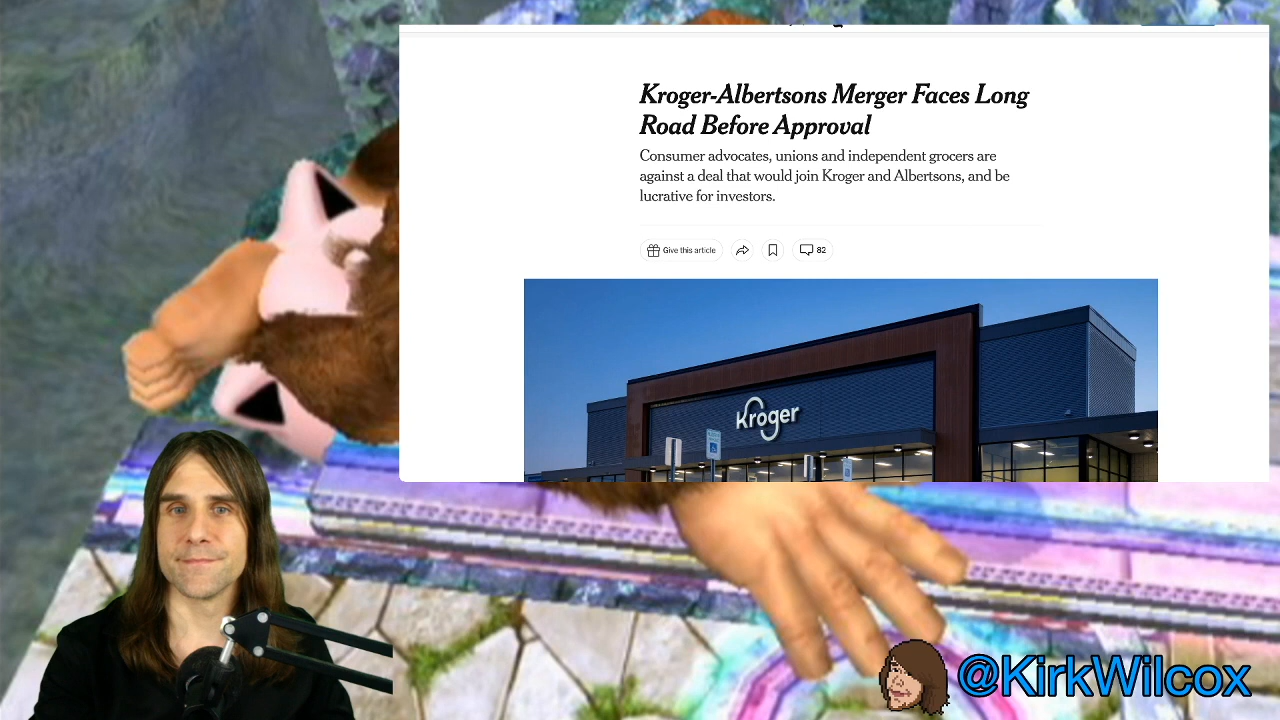 Kroger-Albertsons Merger Faces Long
Road Before Approval
Consumer advocates, unions and independent grocers are
against a deal that would join Kroger and Albertsons, and be
lucrative for investors.
Give this article
82
Kroger
@KirkWilcox